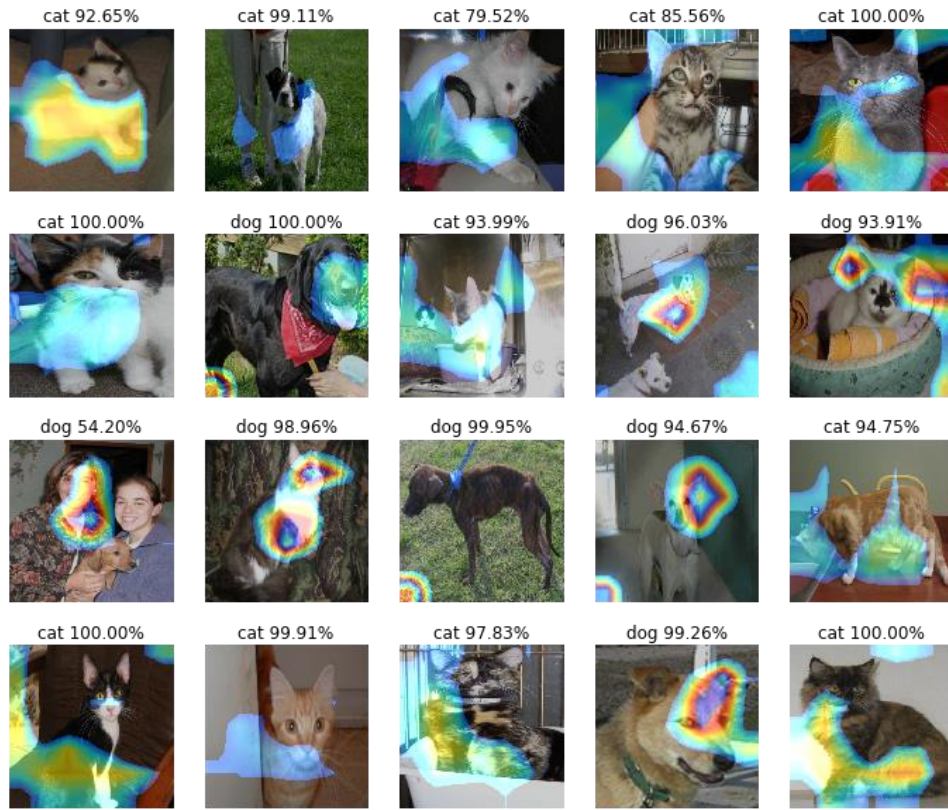 cat 92.65% cat 99.11% cat 79.52% cat 85.56% cat 100.00%
cat 100.00% dog 100.00% cat 93.99% dog 96.03% dog 93.91%
dog 54.20% dog 98.96% dog 99.95% dog 94.67% cat 94.75%
cat 100.00% cat 99.91% cat 97.83% dog 99.26% cat 100.00%